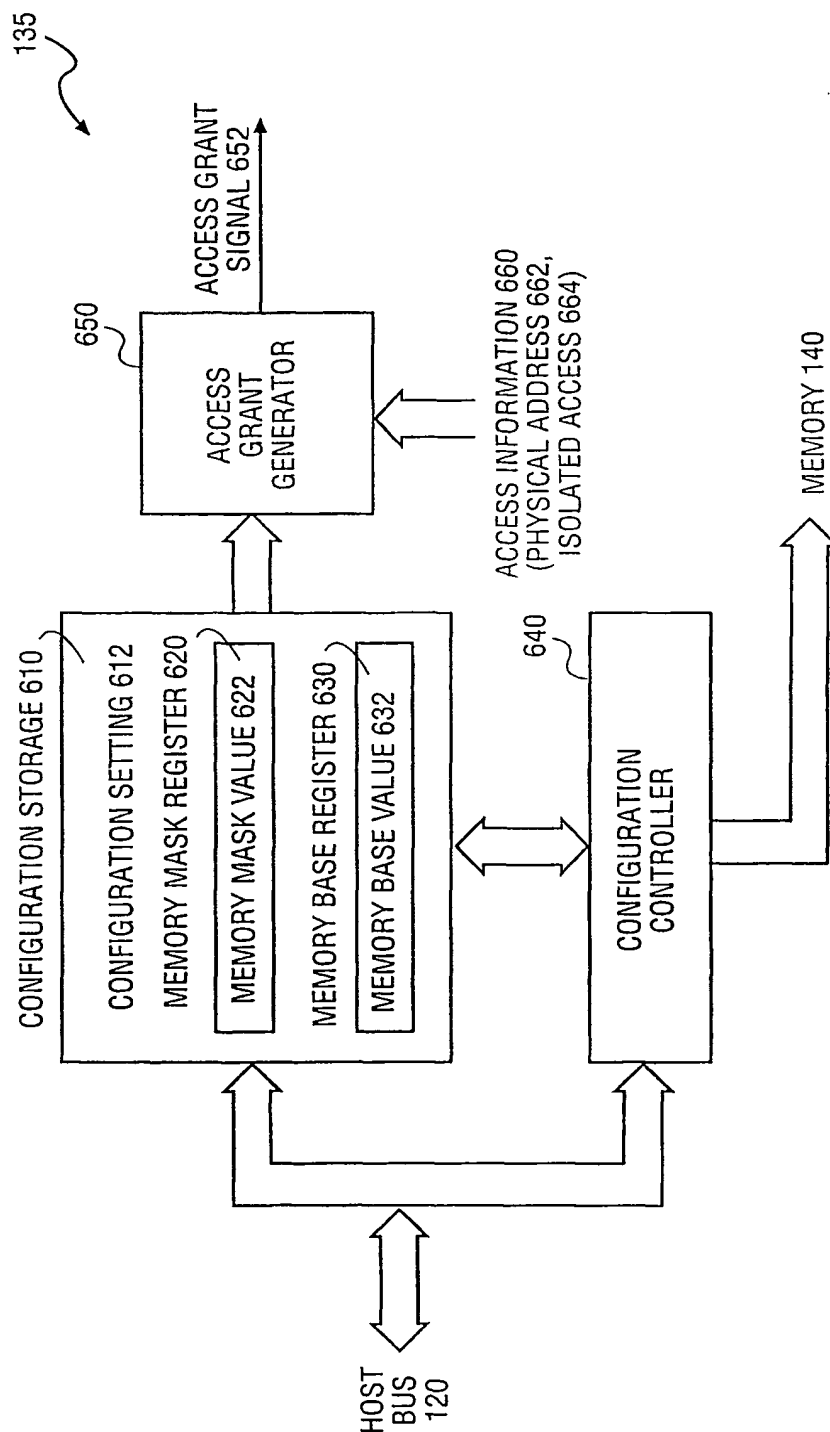 135
ACCESS GRANT
SIGNAL 652
650
ACCESS
GRANT
GENERATOR
ACCESS INFORMATION 660
(PHYSICAL ADDRESS 662,
ISOLATED ACCESS 664)
CONFIGURATION STORAGE 610
CONFIGURATION SETTING 612
MEMORY MASK REGISTER 620
MEMORY MASK VALUE 622
MEMORY BASE REGISTER 630
MEMORY BASE VALUE 632
640
CONFIGURATION
CONTROLLER
MEMORY 140
HOST
BUS
120